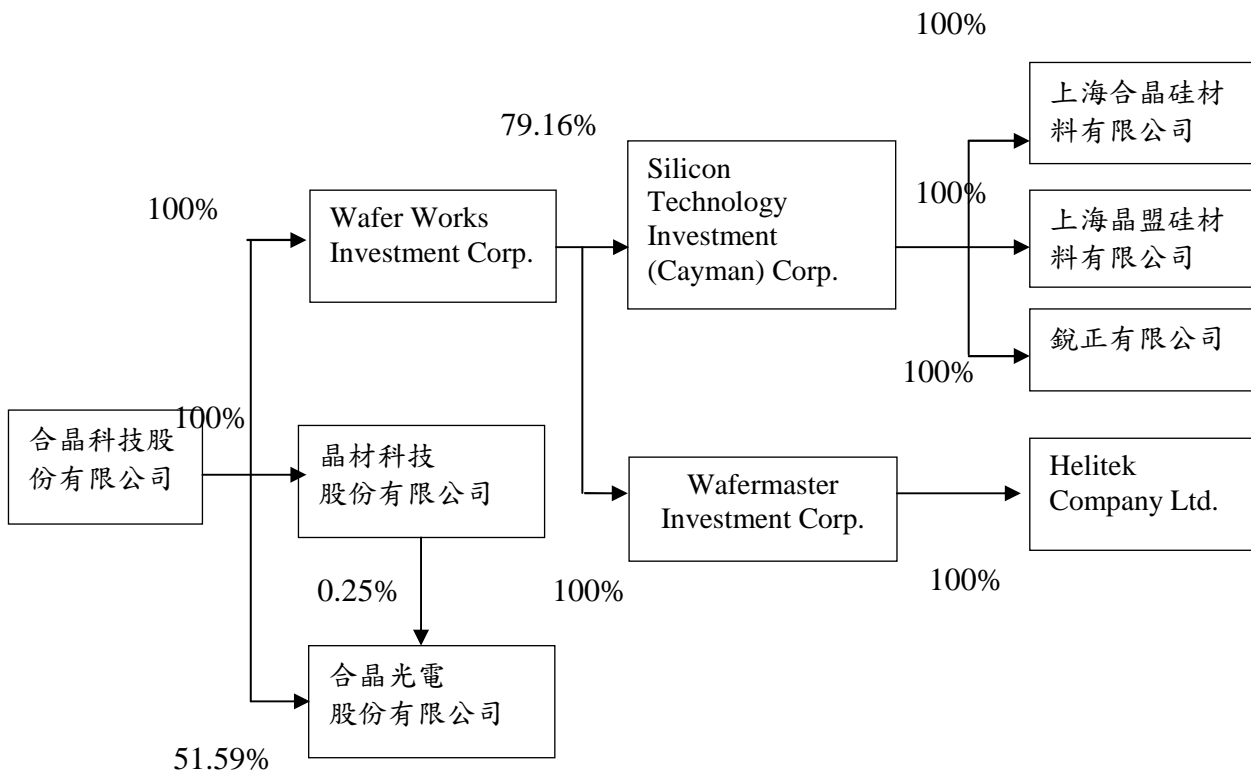 100%
上海合晶硅材
料有限公司
79.16%
Silicon
Technology
Investment
(Cayman) Corp.
100%
100%
Wafer Works
Investment Corp.
上海晶盟硅材
料有限公司
銳正有限公司
100%
100%
合晶科技股
份有限公司
晶材科技
股份有限公司
Wafermaster
Investment Corp.
Helitek
Company Ltd.
0.25%
100%
100%
合晶光電
股份有限公司
51.59%